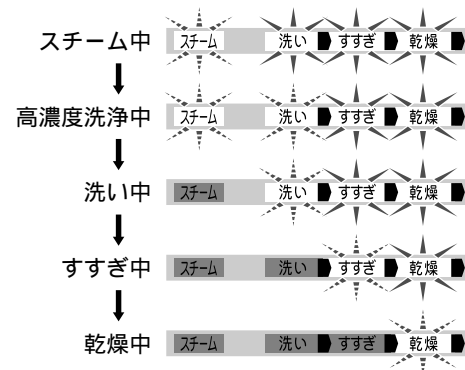 スチーム中 スチーム 洗い すすぎ 乾燥
高濃度洗浄中 スチーム 洗い すすぎ 乾燥
洗い中 スチーム 洗い すすぎ 乾燥
すすぎ中 スチーム 洗い すすぎ 乾燥
乾燥中 スチーム 洗い すすぎ 乾燥